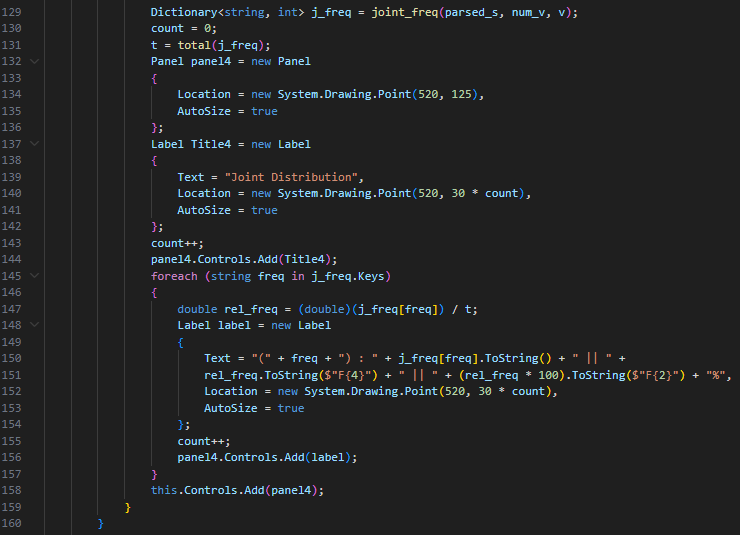 129 Dictionary<string, int> j_freq = joint_freq(parsed_s, num_v, v);
130 count = 0;
131 t = total(j_freq);
132 Panel panel4 = new Panel
133 {
134 Location = new System.Drawing.Point(520, 125),
135 AutoSize = true
136 };
137 Label Title4 = new Label
138 {
139 Text = "Joint Distribution",
140 Location = new System.Drawing.Point(520, 30 * count),
141 AutoSize = true
142 };
143 count++;
144 panel4.Controls.Add(Title4);
145 foreach (string freq in j_freq.Keys)
146 {
147 double rel_freq = (double)(j_freq[freq]) / t;
148 Label label = new Label
149 {
150 Text = "(" + freq + ") : " + j_freq[freq].ToString() + " || " +
151 rel_freq.ToString($"F{4}") + " || " + (rel_freq * 100).ToString($"F{2}") + "%",
152 Location = new System.Drawing.Point(520, 30 * count),
153 AutoSize = true
154 };
155 count++;
156 panel4.Controls.Add(label);
157 }
158 this.Controls.Add(panel4);
159 }
160 }